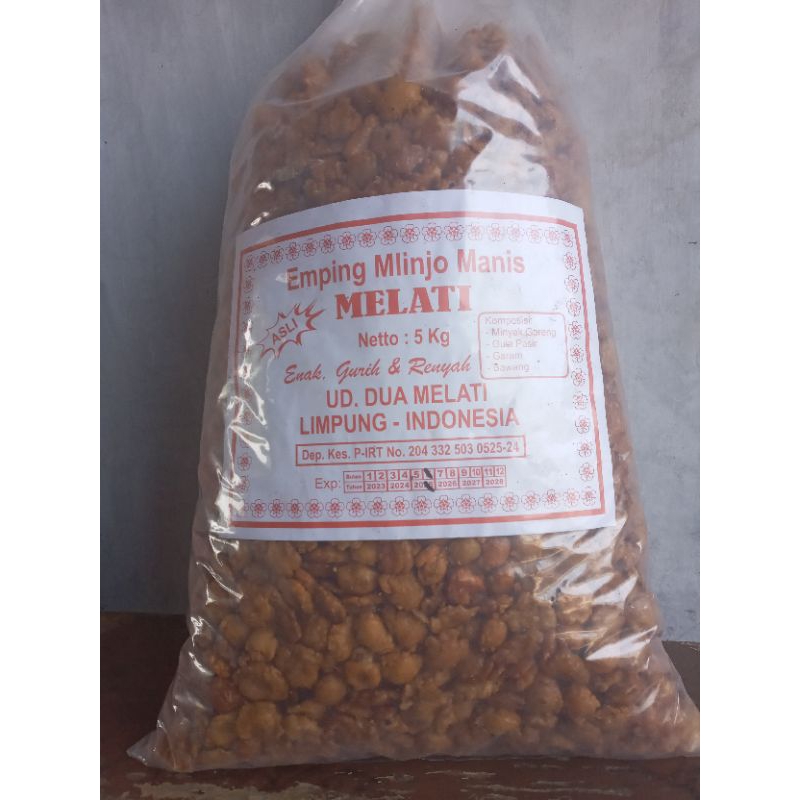 Emping Mlinjo Manis
MELATI
ASLI
Netto : 5 Kg
Komposisi
- Minyak Goreng
- Gula Pasir
- Garam
- Bawang
Enak, Gurih & Renyah
UD. DUA MELATI
LIMPUNG - INDONESIA
Dep. Kes. P-IRT No. 204 332 503 0525-24
Exp:
Bulan 1 2 3 4 5 7 8 9 10 11 12
Tahun 2023 2024 2026 2027 2028